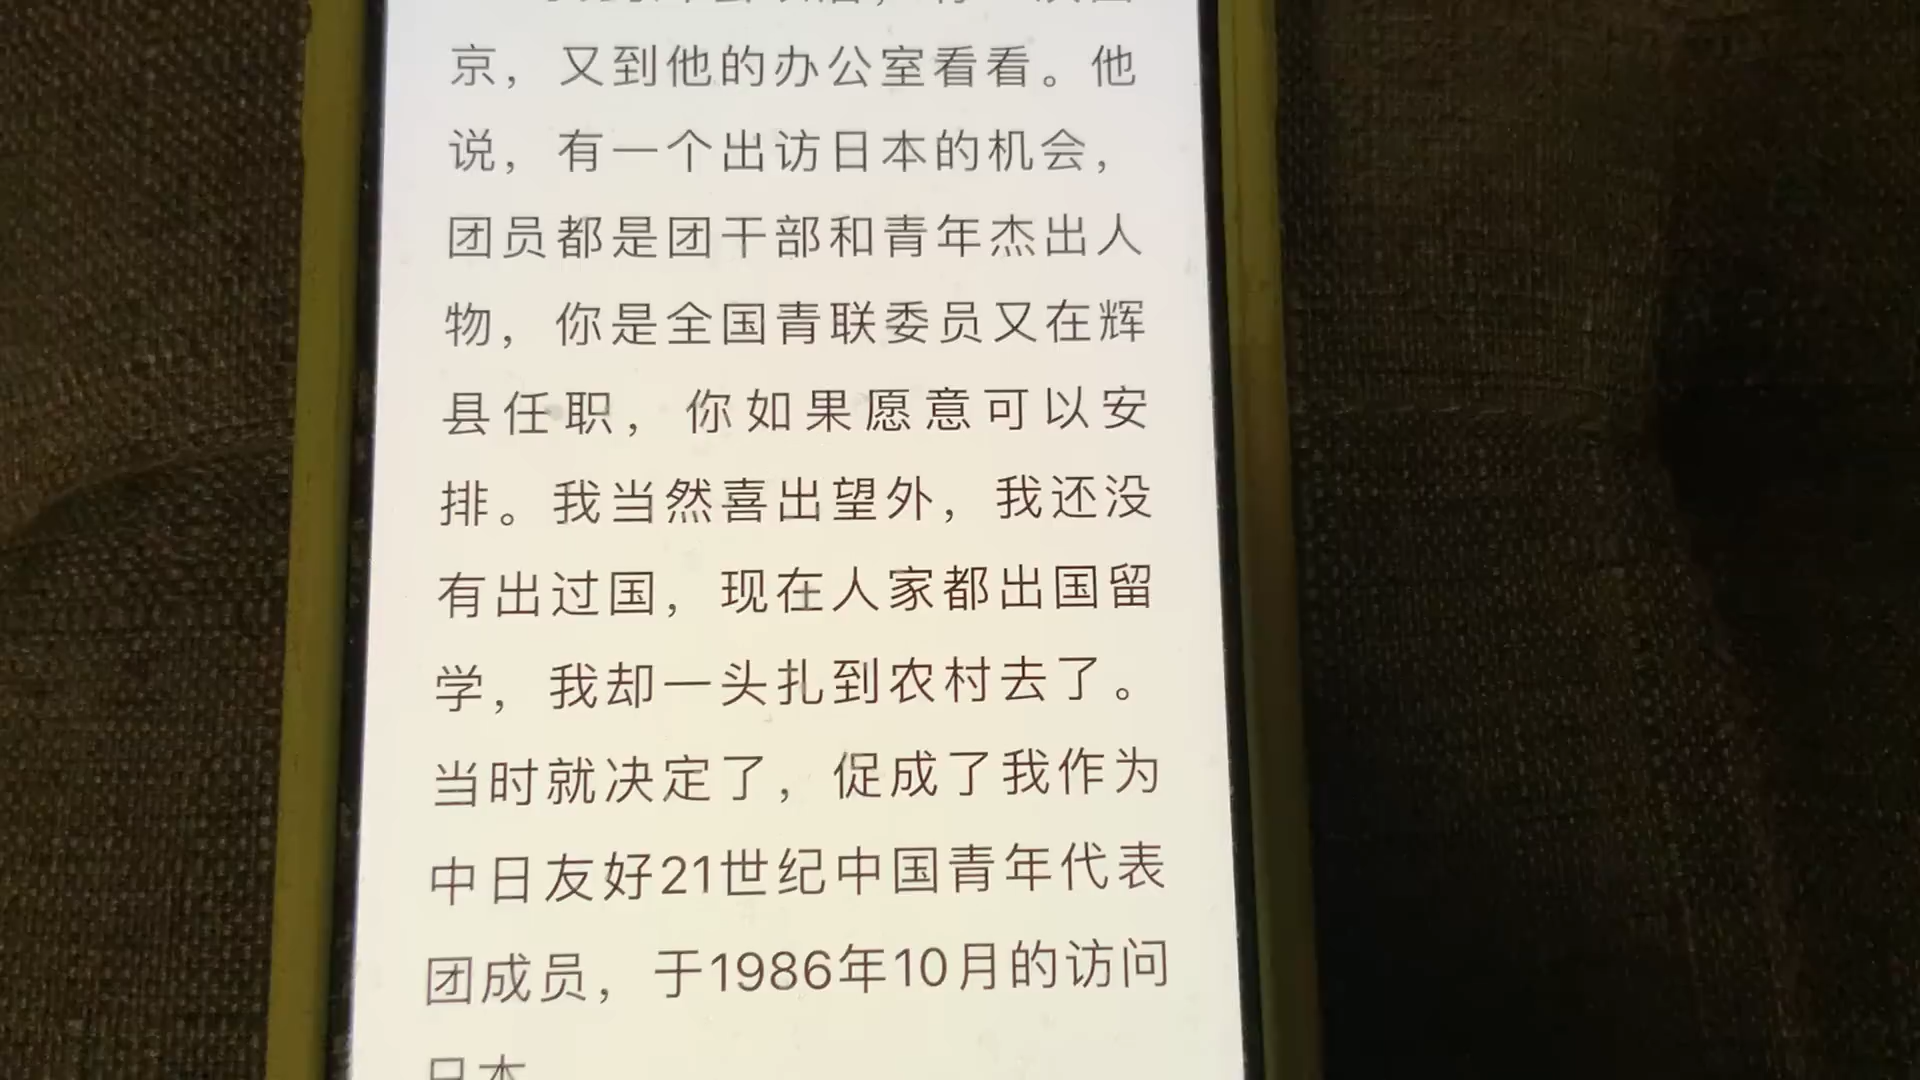 京，又到他的办公室看看。他
说，有一个出访日本的机会，
团员都是团干部和青年杰出人
物，你是全国青联委员又在辉
县任职，你如果愿意可以安
排。我当然喜出望外，我还没
有出过国，现在人家都出国留
学，我却一头扎到农村去了。
当时就决定了，促成了我作为
中日友好21世纪中国青年代表
团成员，于1986年10月的访问
日本